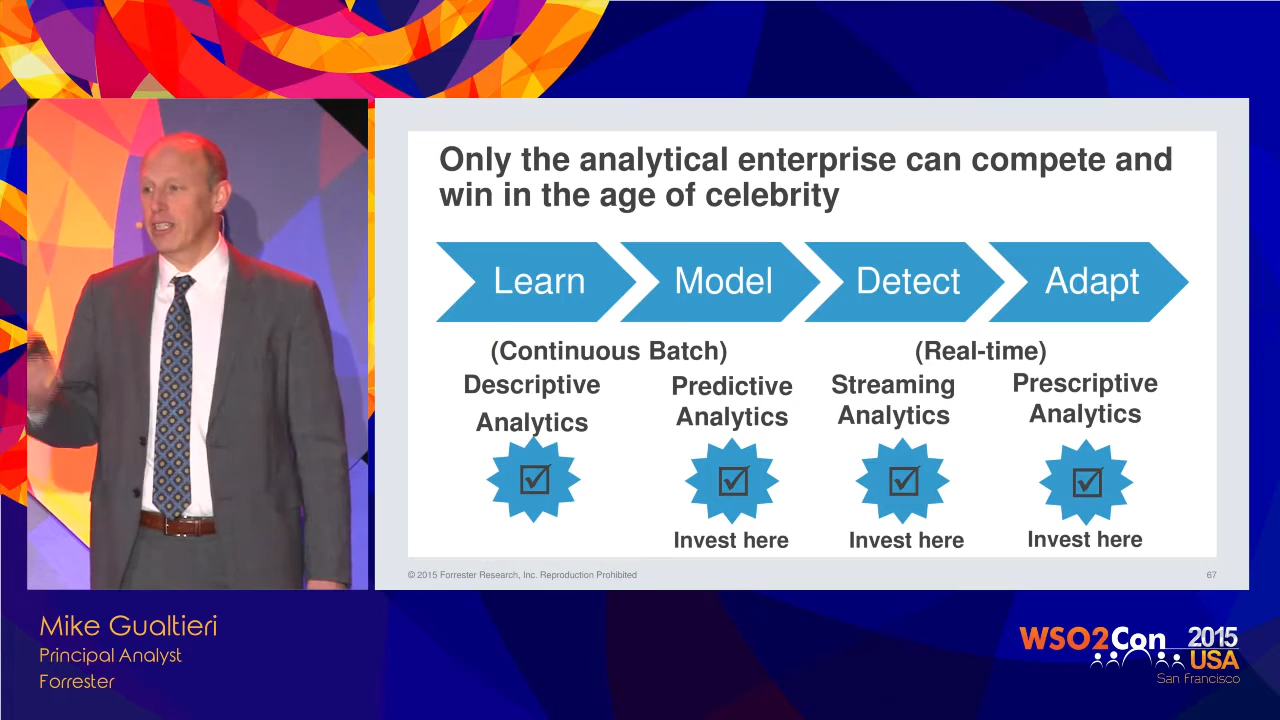 Only the analytical enterprise can compete and
win in the age of celebrity
Learn
Model
Detect
Adapt
(Continuous Batch)
(Real-time)
Descriptive
Analytics
Predictive
Analytics
Streaming
Analytics
Prescriptive
Analytics
Invest here
Invest here
Invest here
© 2015 Forrester Research, Inc. Reproduction Prohibited
67
Mike Gualtieri
Principal Analyst
Forrester
WSO2Con 2015
USA
San Francisco